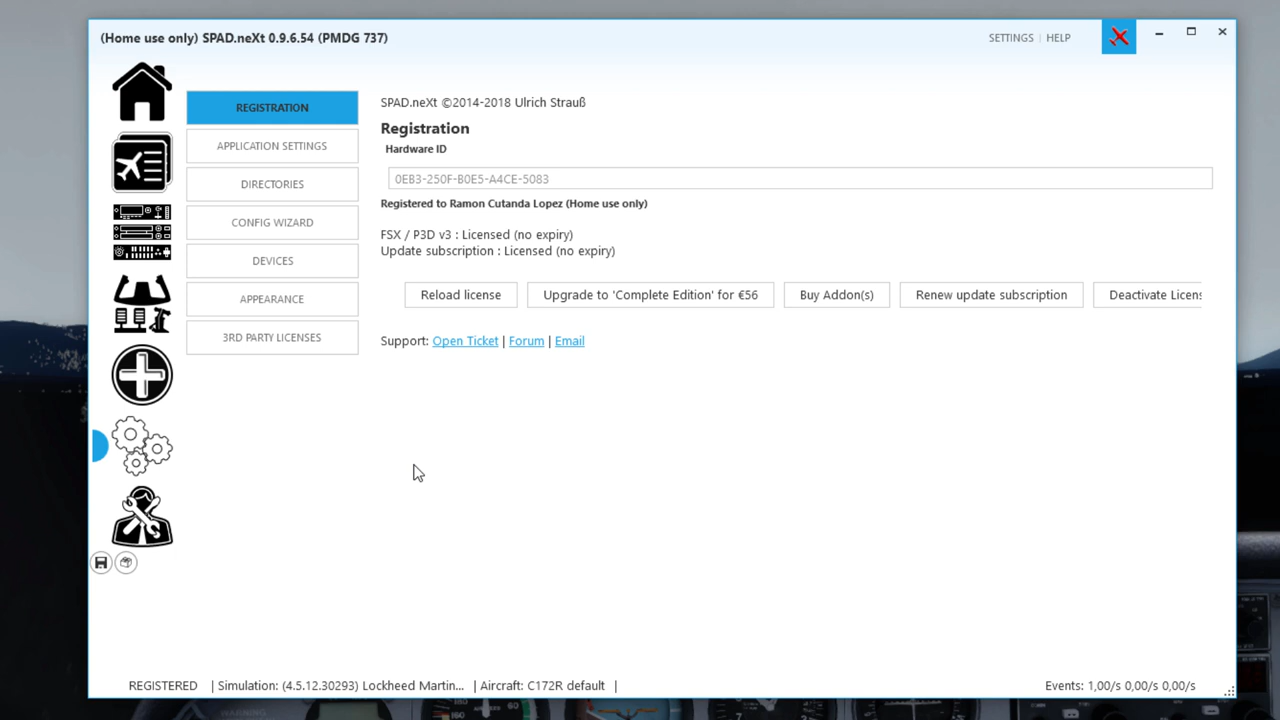 (Home use only) SPAD.neXt 0.9.6.54 (PMDG 737)
SETTINGS | HELP
REGISTRATION
APPLICATION SETTINGS
DIRECTORIES
CONFIG WIZARD
DEVICES
APPEARANCE
3RD PARTY LICENSES
SPAD.neXt ©2014-2018 Ulrich Strauß
Registration
Hardware ID
0EB3-250F-B0E5-A4CE-5083
Registered to Ramon Cutanda Lopez (Home use only)
FSX / P3D v3 : Licensed (no expiry)
Update subscription : Licensed (no expiry)
Reload license Upgrade to 'Complete Edition' for €56 Buy Addon(s) Renew update subscription Deactivate Licens
Support: Open Ticket | Forum | Email
REGISTERED | Simulation: (4.5.12.30293) Lockheed Martin... | Aircraft: C172R default | Events: 1,00/s 0,00/s 0,00/s
WARNING
160
60